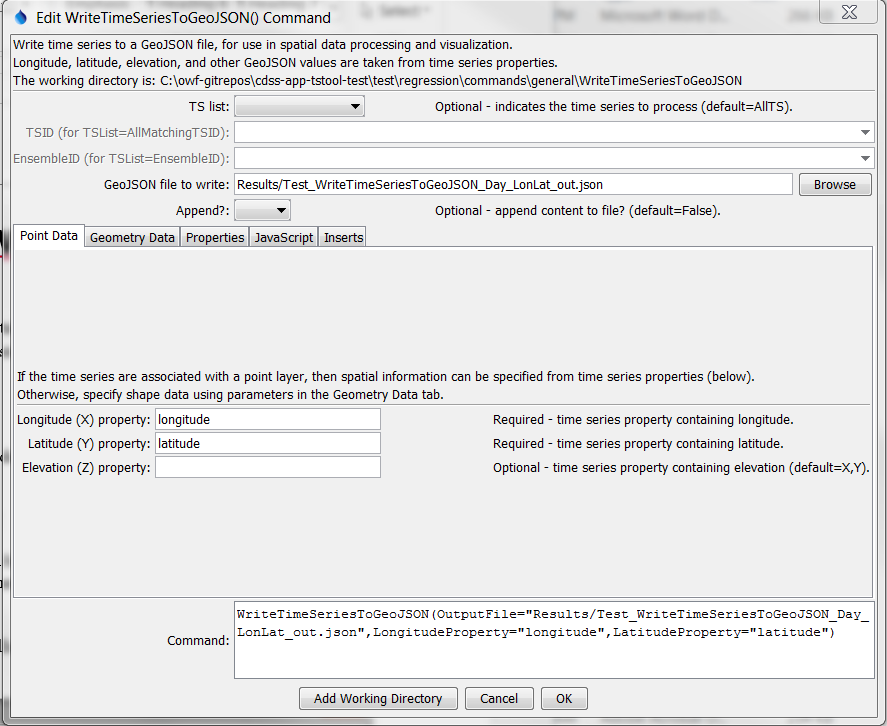 Edit WriteTimeSeriesToGeoJSON() Command
Write time series to a GeoJSON file, for use in spatial data processing and visualization.
Longitude, latitude, elevation, and other GeoJSON values are taken from time series properties.
The working directory is: C:\owf-gitrepos\cdss-app-tstool-test\test\regression\commands\general\WriteTimeSeriesToGeoJSON
TS list: Optional - indicates the time series to process (default=AllTS).
TSID (for TSList=AllMatchingTSID):
EnsembleID (for TSList=EnsembleID):
GeoJSON file to write: Results/Test_WriteTimeSeriesToGeoJSON_Day_LonLat_out.json Browse
Append?: Optional - append content to file? (default=False).
Point Data Geometry Data Properties JavaScript Inserts
If the time series are associated with a point layer, then spatial information can be specified from time series properties (below).
Otherwise, specify shape data using parameters in the Geometry Data tab.
Longitude (X) property: longitude Required - time series property containing longitude.
Latitude (Y) property: latitude Required - time series property containing latitude.
Elevation (Z) property: Optional - time series property containing elevation (default=X,Y).
WriteTimeSeriesToGeoJSON(OutputFile="Results/Test_WriteTimeSeriesToGeoJSON_Day_
LonLat_out.json",LongitudeProperty="longitude",LatitudeProperty="latitude")
Command:
Add Working Directory Cancel OK